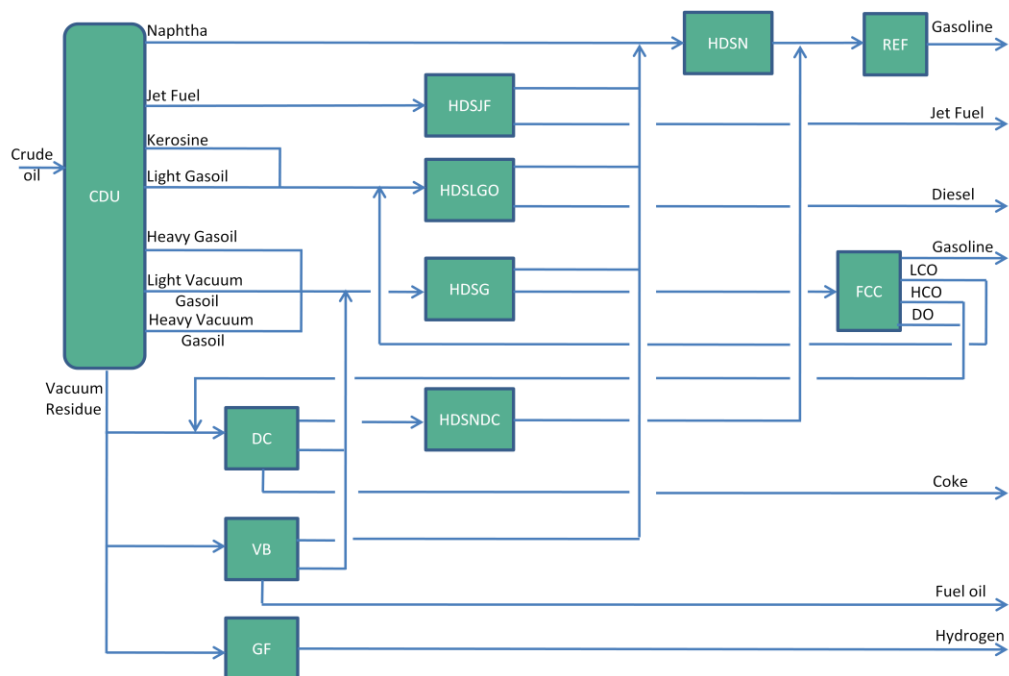 Naphtha
HDSN
REF
Gasoline
Jet Fuel
HDSJF
Jet Fuel
Kerosine
Crude
oil
Light Gasoil
CDU
HDSLGO
Diesel
Heavy Gasoil
Gasoline
LCO
Light Vacuum
Gasoil
HDSG
FCC
HCO
DO
Heavy Vacuum
Gasoil
Vacuum
Residue
DC
HDSNDC
Coke
VB
Fuel oil
GF
Hydrogen